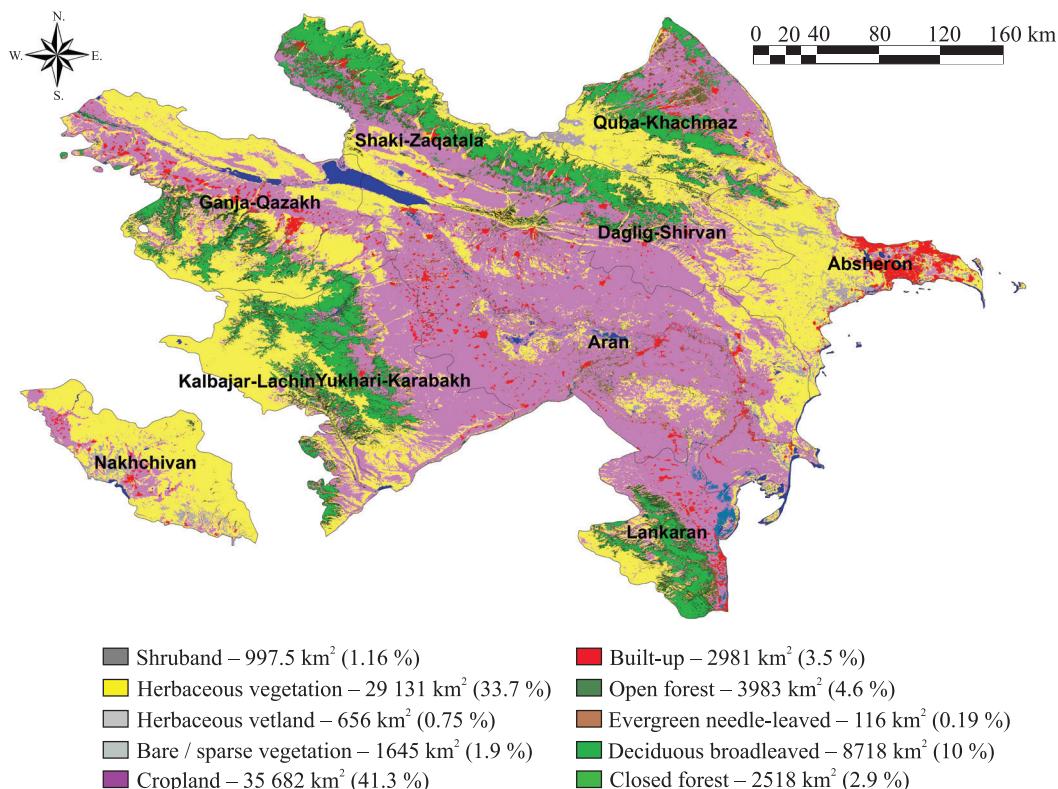 N.
W. E.
S.
0 20 40 80 120 160 km
Quba-Khachmaz
Shaki-Zaqatala
Ganja-Qazakh
Daglig-Shirvan
Absheron
Aran
Kalbajar-Lachin Yukhari-Karabakh
Nakhchivan
Lankaran
Shruband – 997.5 km² (1.16 %)
Herbaceous vegetation – 29 131 km² (33.7 %)
Herbaceous vetland – 656 km² (0.75 %)
Bare / sparse vegetation – 1645 km² (1.9 %)
Cropland – 35 682 km² (41.3 %)
Built-up – 2981 km² (3.5 %)
Open forest – 3983 km² (4.6 %)
Evergreen needle-leaved – 116 km² (0.19 %)
Deciduous broadleaved – 8718 km² (10 %)
Closed forest – 2518 km² (2.9 %)